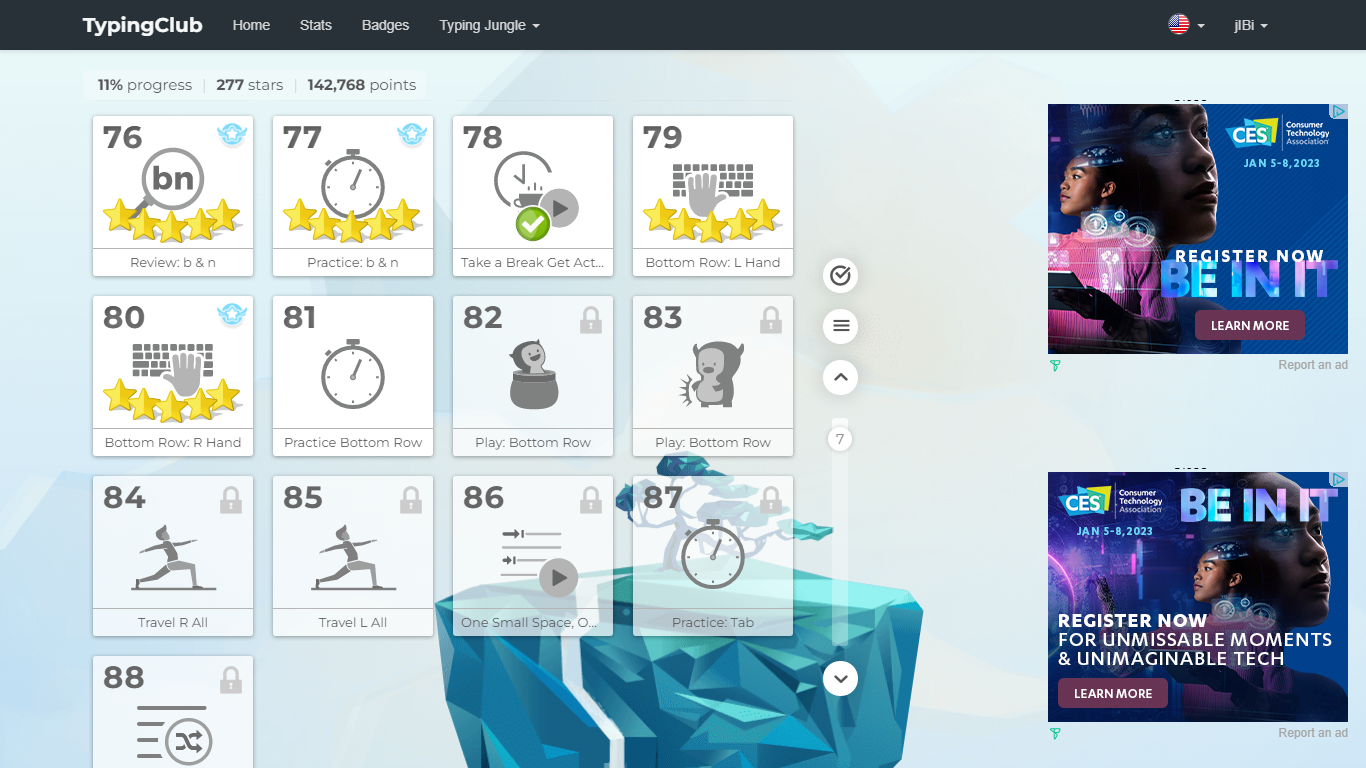 TypingClub Home Stats Badges Typing Jungle jlBi
11% progress | 277 stars | 142,768 points
76
bn
Review: b & n
77
Practice: b & n
78
Take a Break Get Act...
79
Bottom Row: L Hand
80
Bottom Row: R Hand
81
Practice Bottom Row
82
Play: Bottom Row
83
Play: Bottom Row
84
Travel R All
85
Travel L All
86
One Small Space, O...
87
Practice: Tab
88
7
CES Consumer
Technology
Association
JAN 5-8, 2023
REGISTER NOW
BE IN IT
LEARN MORE
Report an ad
CES Consumer
Technology
Association
BE IN IT
JAN 5-8, 2023
REGISTER NOW
FOR UNMISSABLE MOMENTS
& UNIMAGINABLE TECH
LEARN MORE
Report an ad